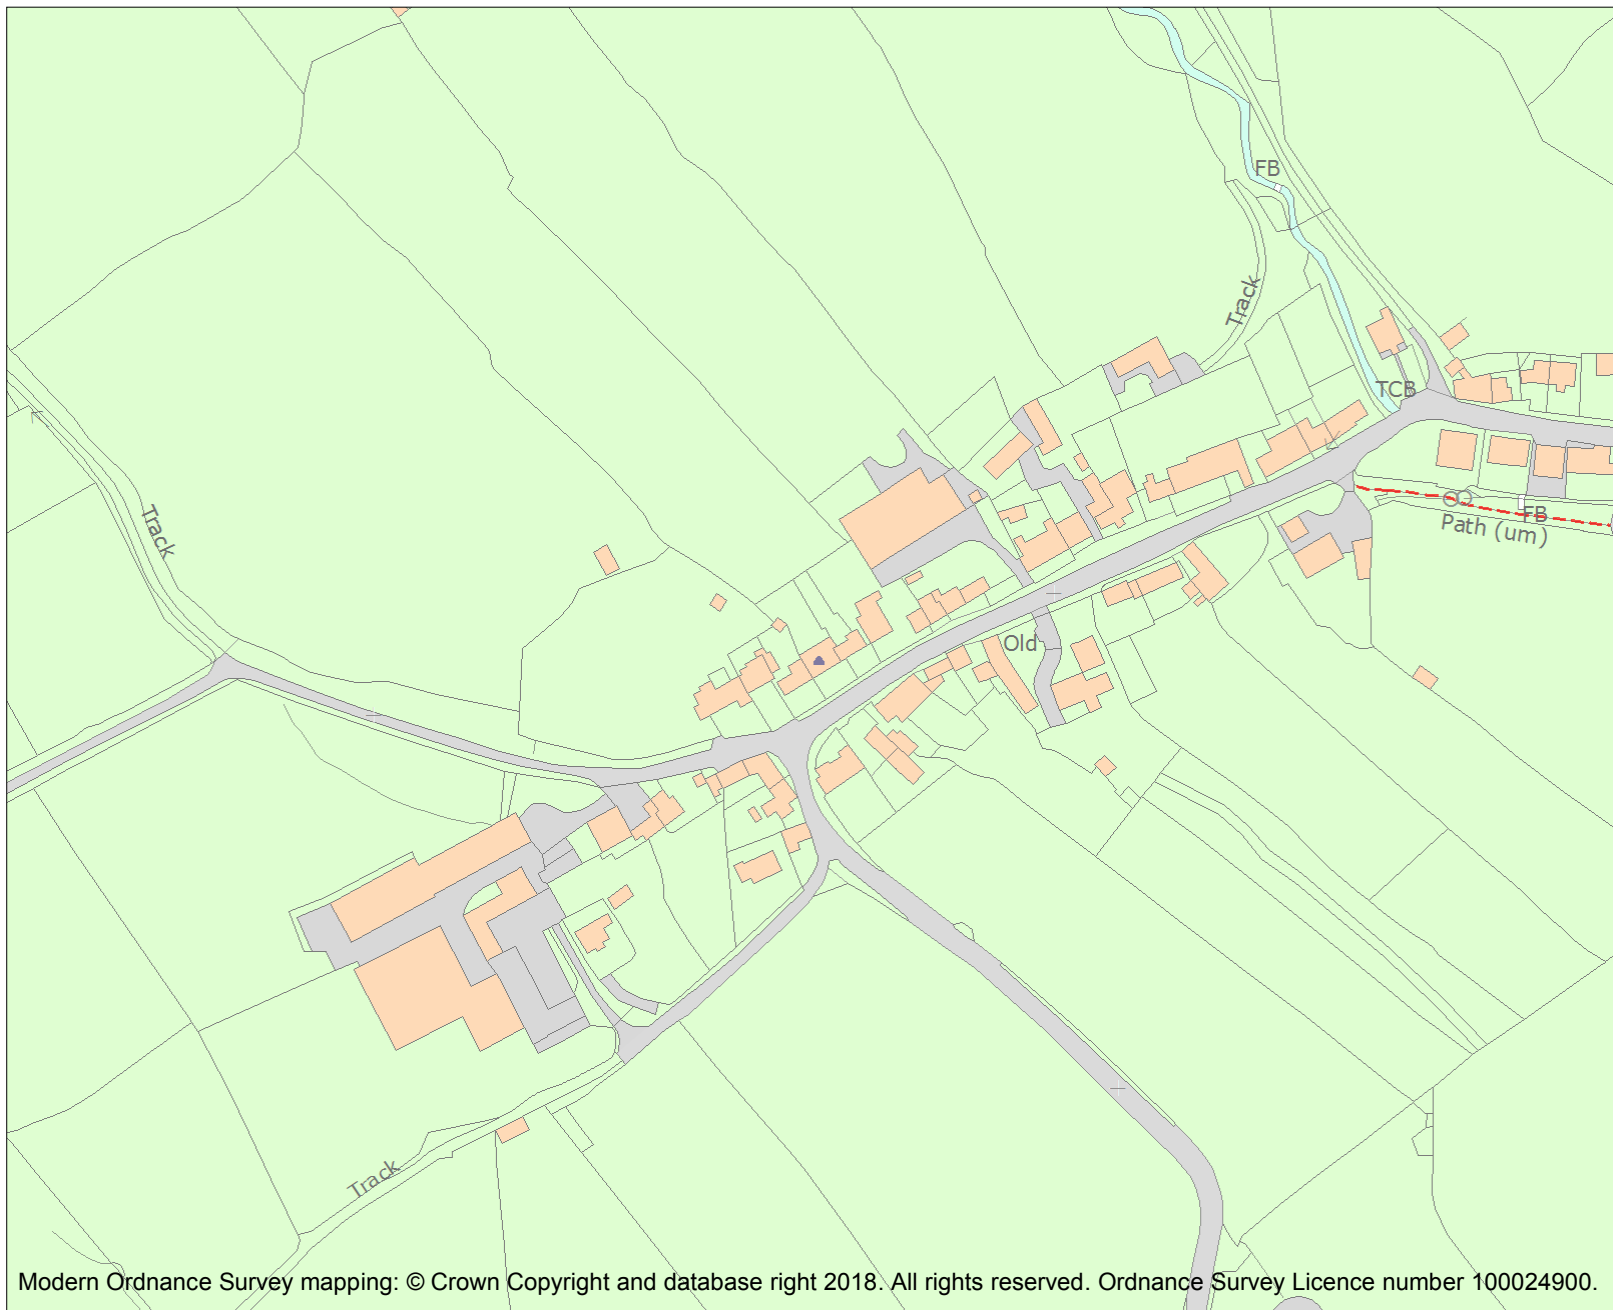 FB
Track
TCB
Track
FB
Path (um)
Old
Track
Modern Ordnance Survey mapping: © Crown Copyright and database right 2018. All rights reserved. Ordnance Survey Licence number 100024900.